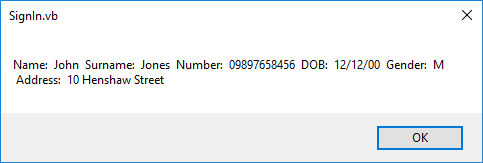 SignIn.vb
Name: John Surname: Jones Number: 09897658456 DOB: 12/12/00 Gender: M
Address: 10 Henshaw Street
OK